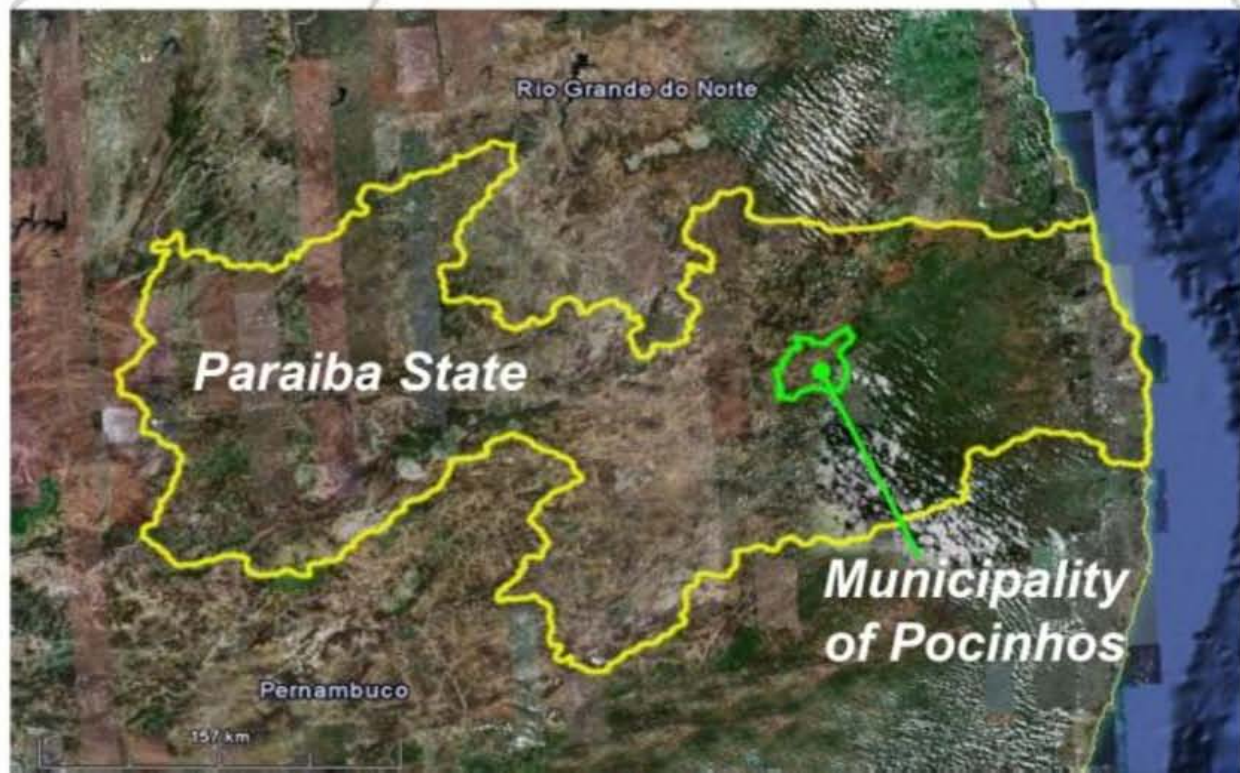 Rio Grande do Norte
Paraiba State
Municipality
of Pocinhos
Pernambuco
157 km